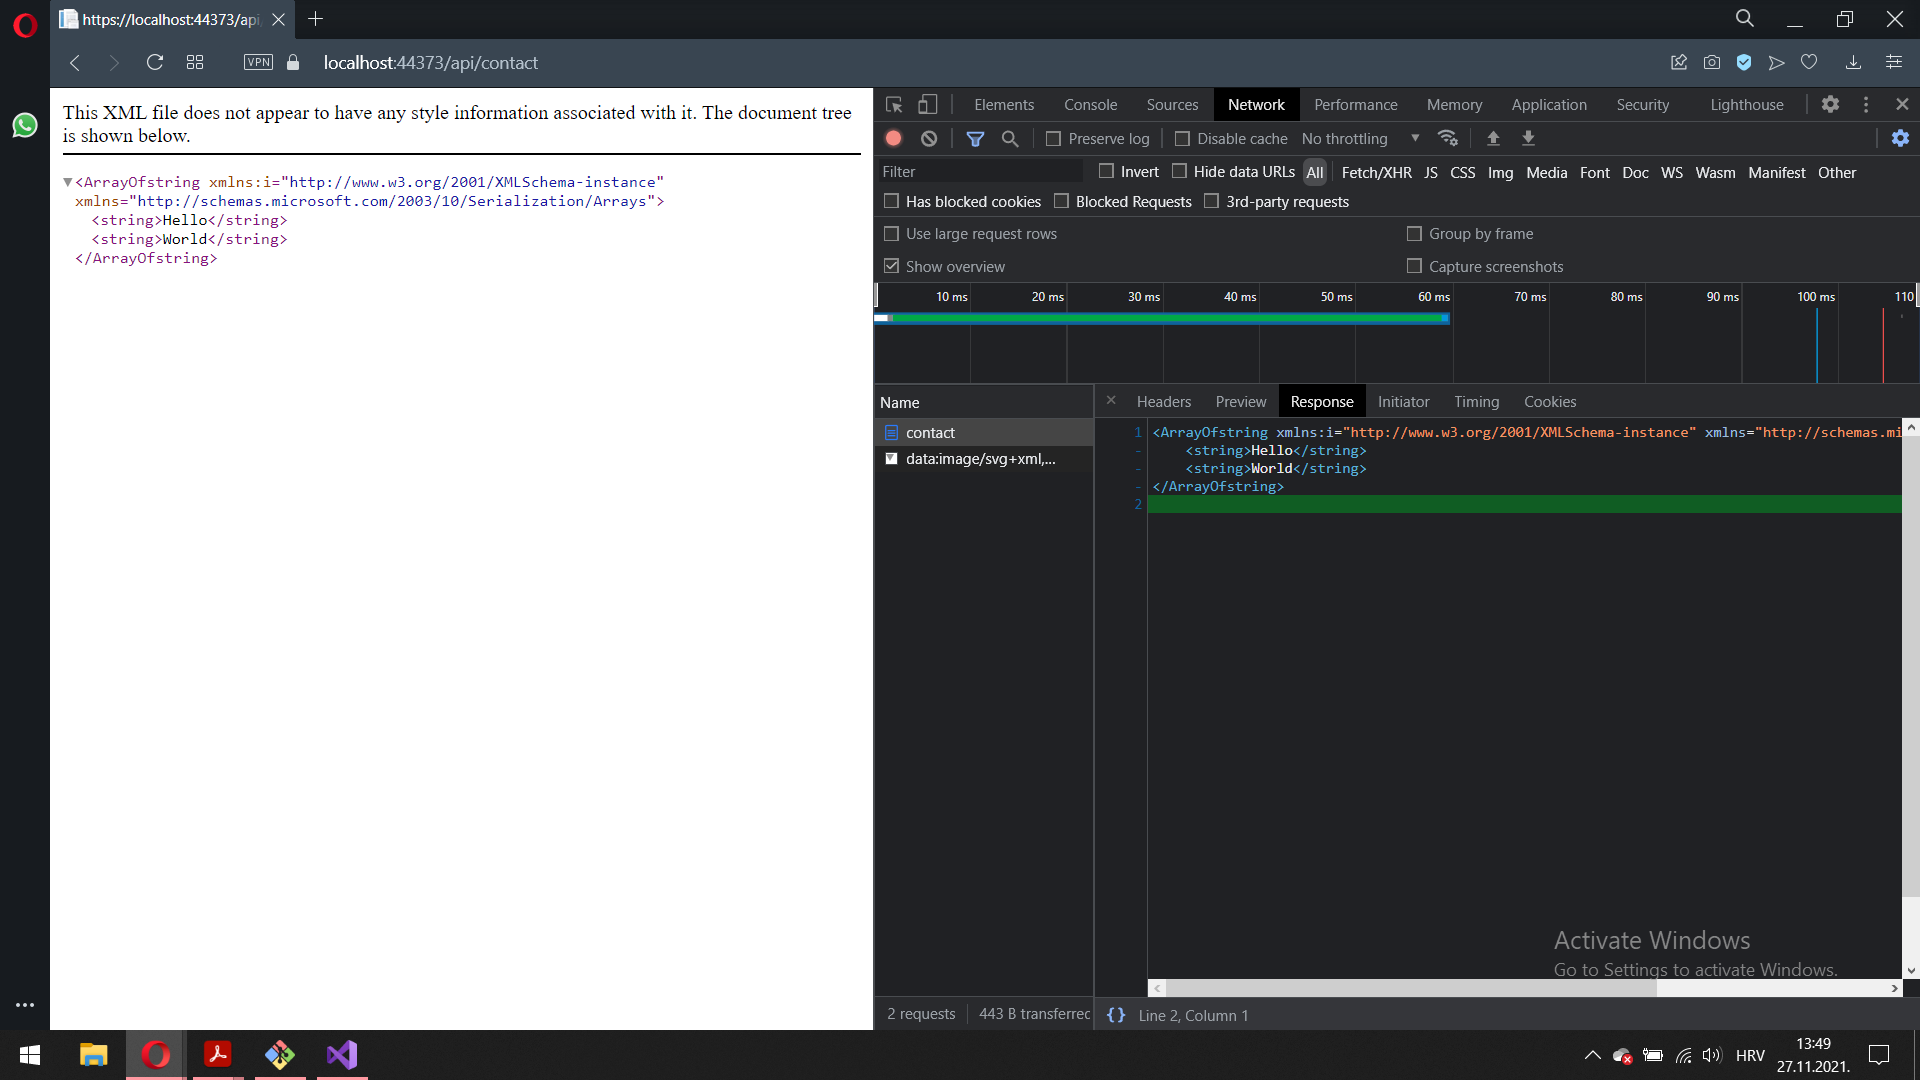 https://localhost:44373/api
VPN
localhost:44373/api/contact
This XML file does not appear to have any style information associated with it. The document tree
is shown below.
<ArrayOfstring xmlns:i="http://www.w3.org/2001/XMLSchema-instance"
xmlns="http://schemas.microsoft.com/2003/10/Serialization/Arrays">
<string>Hello</string>
<string>World</string>
</ArrayOfstring>
Elements Console Sources Network Performance Memory Application Security Lighthouse
Preserve log Disable cache No throttling
Filter Invert Hide data URLs All Fetch/XHR JS CSS Img Media Font Doc WS Wasm Manifest Other
Has blocked cookies Blocked Requests 3rd-party requests
Use large request rows Group by frame
Show overview Capture screenshots
10 ms 20 ms 30 ms 40 ms 50 ms 60 ms 70 ms 80 ms 90 ms 100 ms 110
Name
contact
data:image/svg+xml,...
Headers Preview Response Initiator Timing Cookies
1 <ArrayOfstring xmlns:i="http://www.w3.org/2001/XMLSchema-instance" xmlns="http://schemas.mi
- <string>Hello</string>
- <string>World</string>
- </ArrayOfstring>
2
Activate Windows
Go to Settings to activate Windows.
2 requests 443 B transferrec
{} Line 2, Column 1
HRV
13:49
27.11.2021.